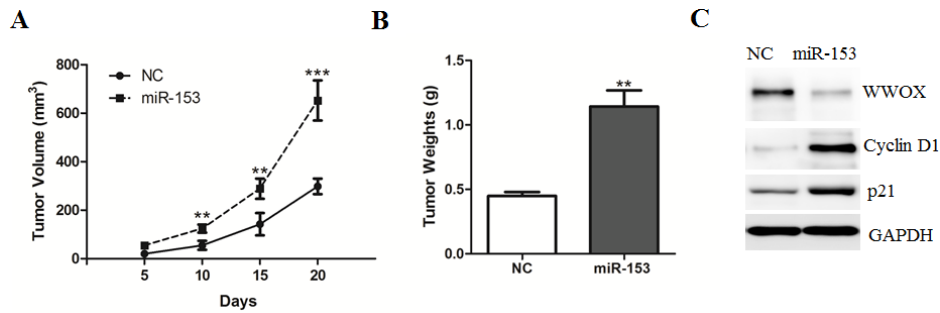 A
B
C
Tumor Volume (mm³)
800
600
400
200
0
NC
miR-153
**
**
***
5
10
15
20
Days
Tumor Weights (g)
1.5
1.0
0.5
0.0
**
NC
miR-153
NC miR-153
WWOX
Cyclin D1
p21
GAPDH